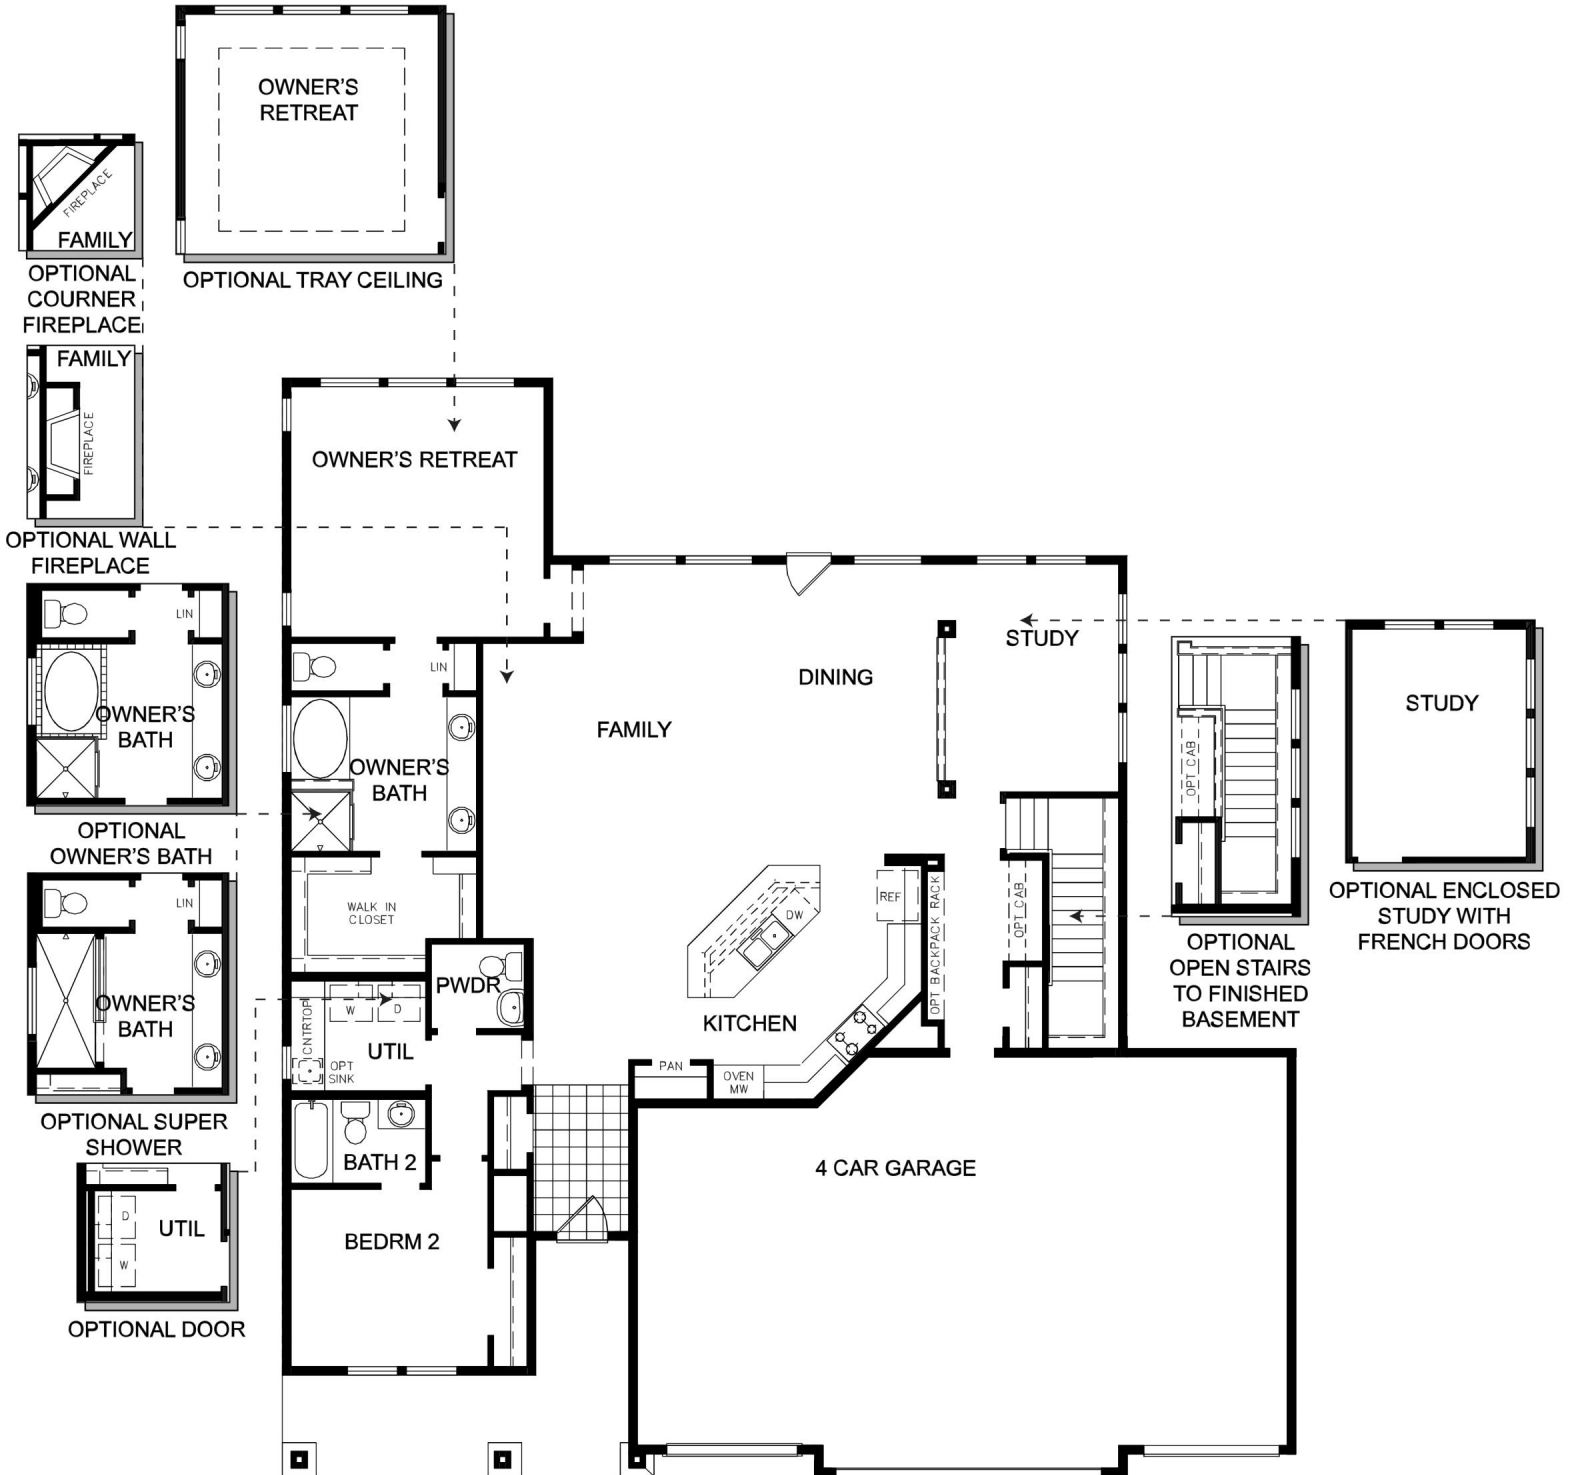 OWNER'S
RETREAT
OPTIONAL TRAY CEILING
FIREPLACE
FAMILY
OPTIONAL
COURNER
FIREPLACE
FAMILY
FIREPLACE
OPTIONAL WALL
FIREPLACE
LIN
OWNER'S
BATH
OPTIONAL
OWNER'S BATH
LIN
OWNER'S
BATH
OPTIONAL SUPER
SHOWER
D
UTIL
W
OPTIONAL DOOR
OWNER'S RETREAT
LIN
OWNER'S
BATH
WALK IN
CLOSET
PWDR
CNTRTOP
W
D
UTIL
OPT
SINK
BATH 2
BEDRM 2
FAMILY
DINING
STUDY
REF
DW
OPT BACKPACK RACK
OPT CAB
KITCHEN
PAN
OVEN
MW
4 CAR GARAGE
OPT CAB
OPTIONAL
OPEN STAIRS
TO FINISHED
BASEMENT
STUDY
OPTIONAL ENCLOSED
STUDY WITH
FRENCH DOORS